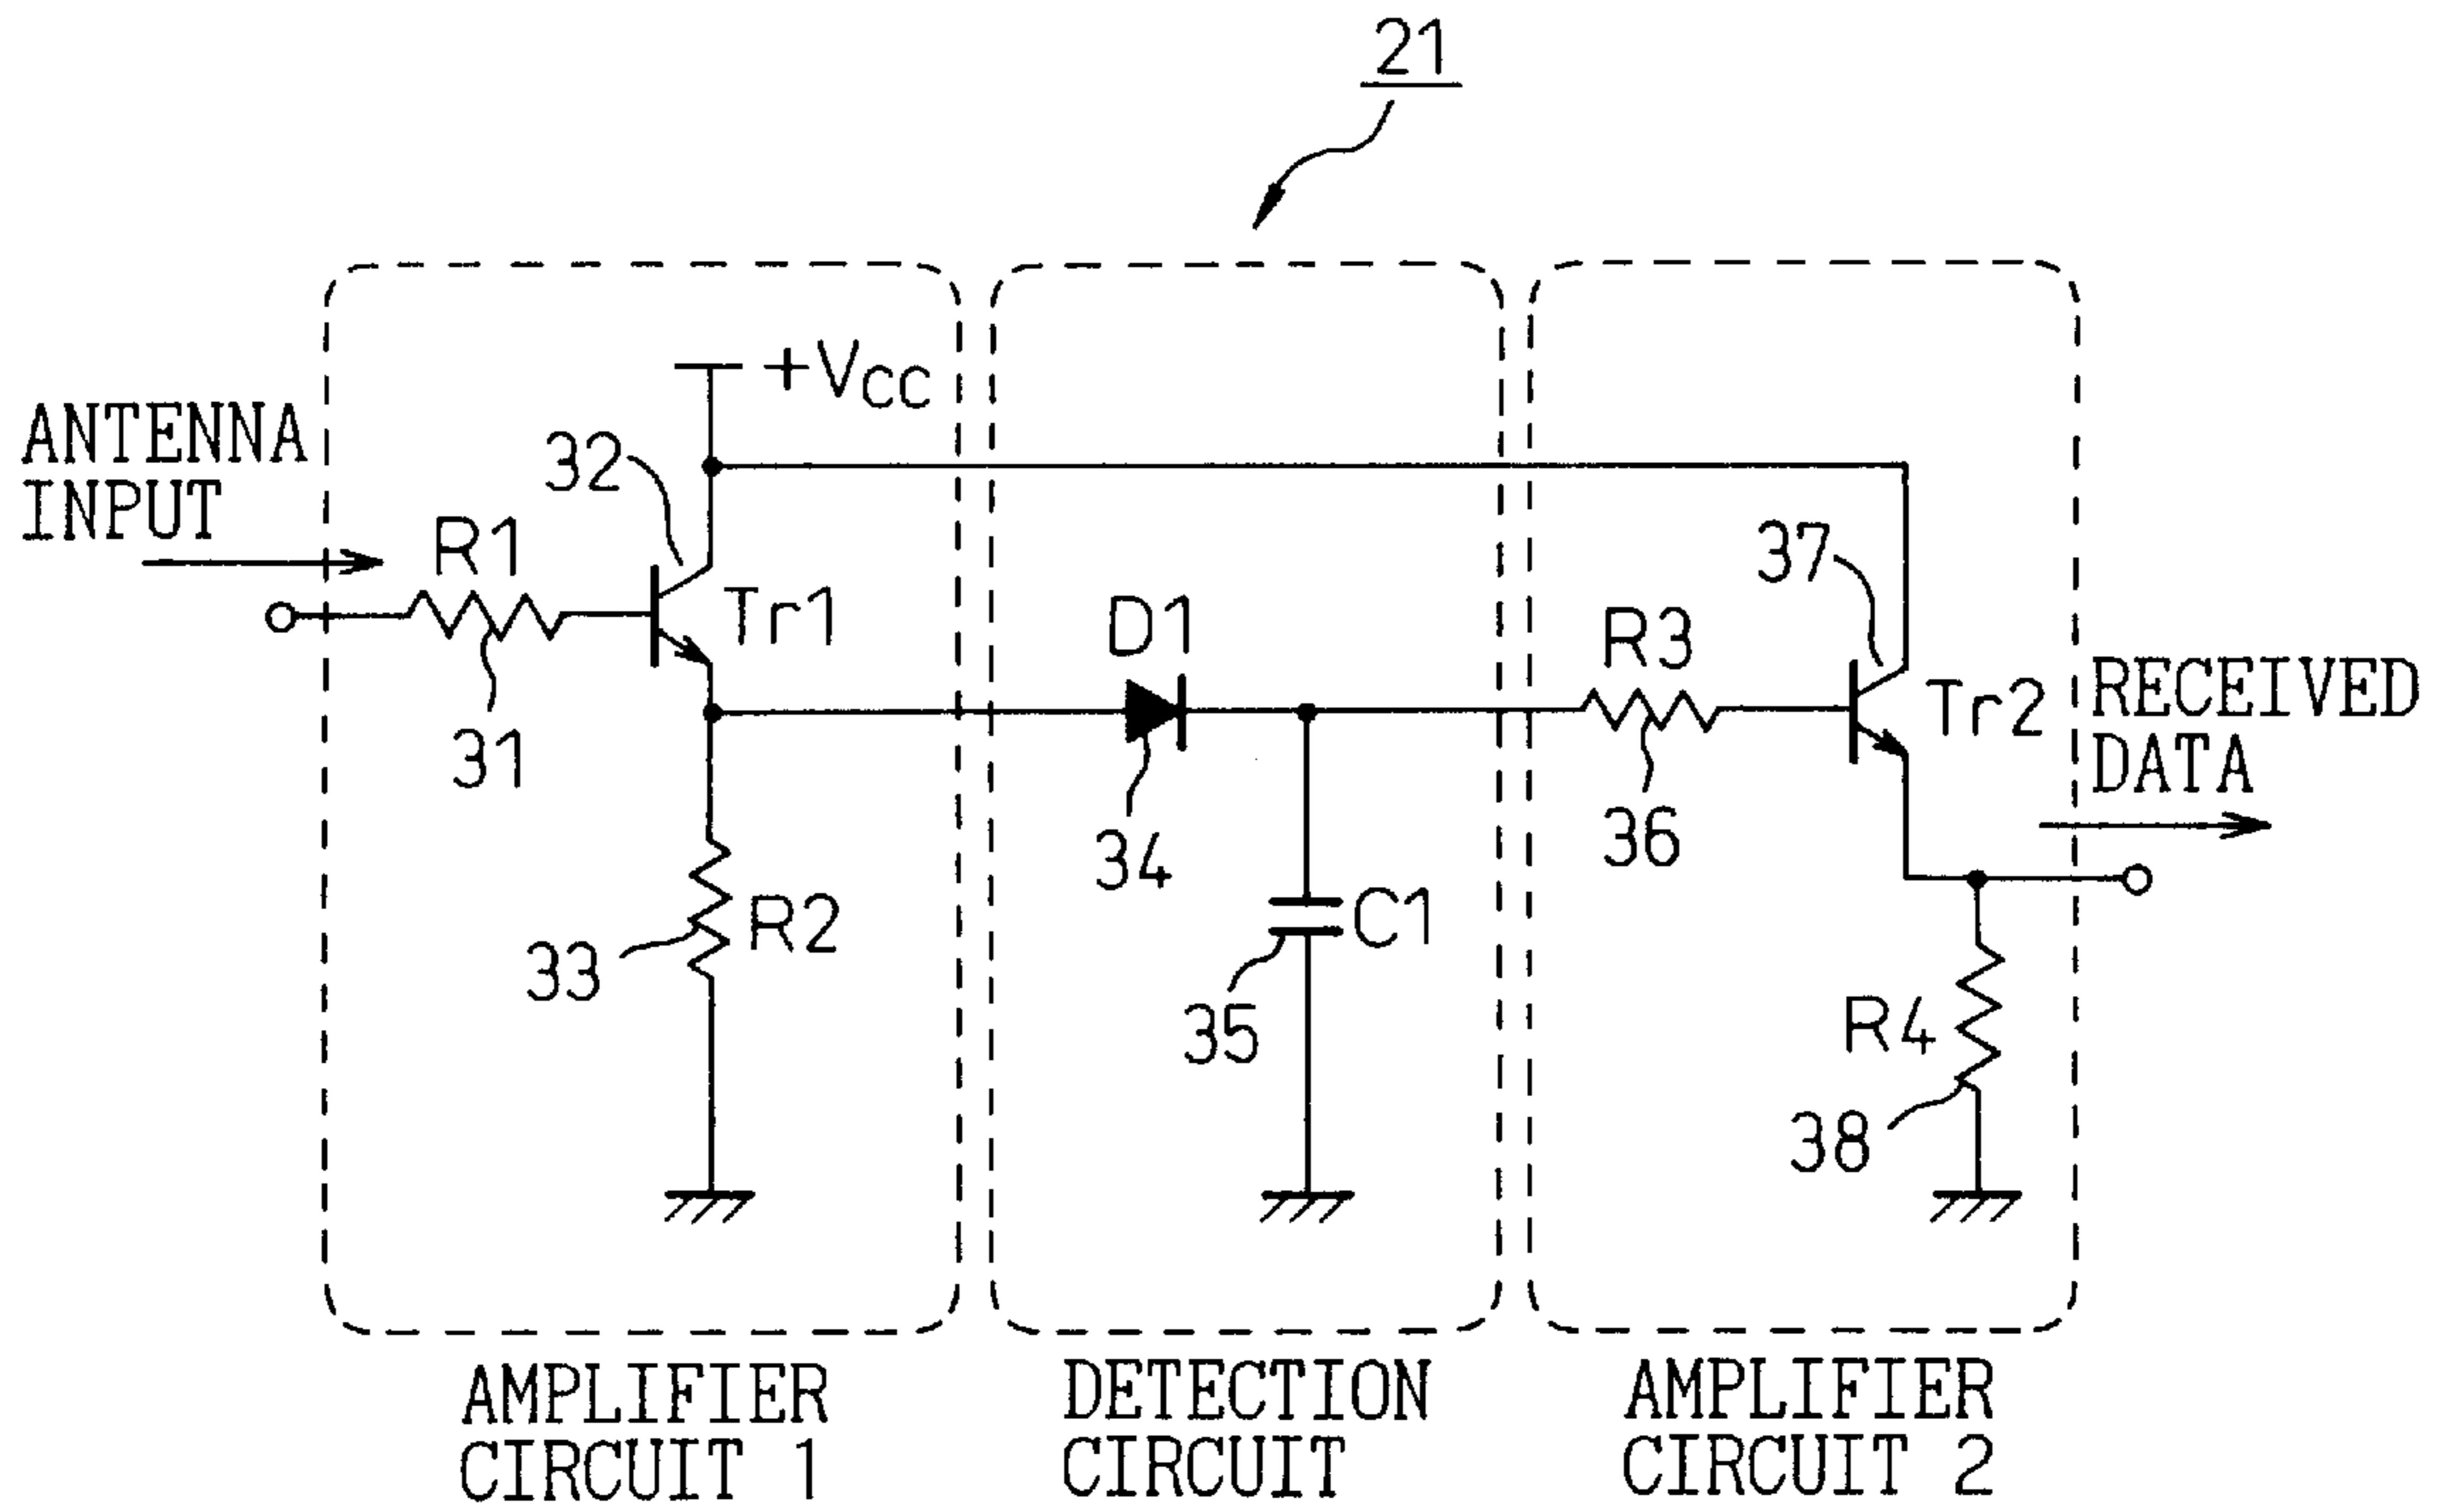 21
+VCC
ANTENNA
INPUT
32
R1
37
Tr1
D1
R3
RECEIVED
DATA
Tr2
31
34
36
R2
C1
33
35
R4
38
AMPLIFIER
CIRCUIT 1
DETECTION
CIRCUIT
AMPLIFIER
CIRCUIT 2